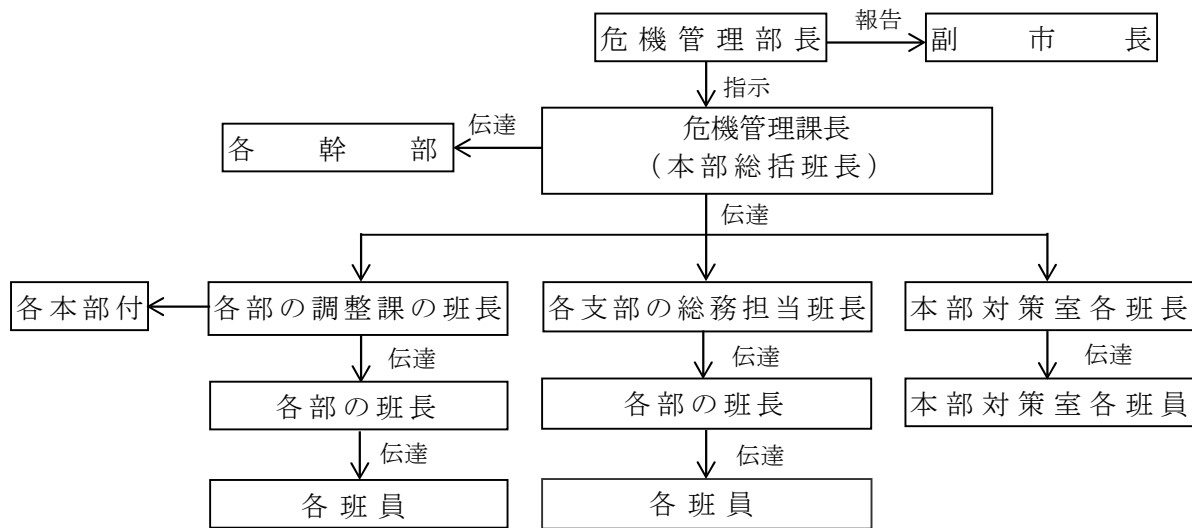 危機管理部長
報告
副市長
指示
危機管理課長
（本部総括班長）
伝達
各幹部
伝達
各本部付
各部の調整課の班長
各支部の総務担当班長
本部対策室各班長
伝達
伝達
伝達
各部の班長
各部の班長
本部対策室各班員
伝達
伝達
各班員
各班員